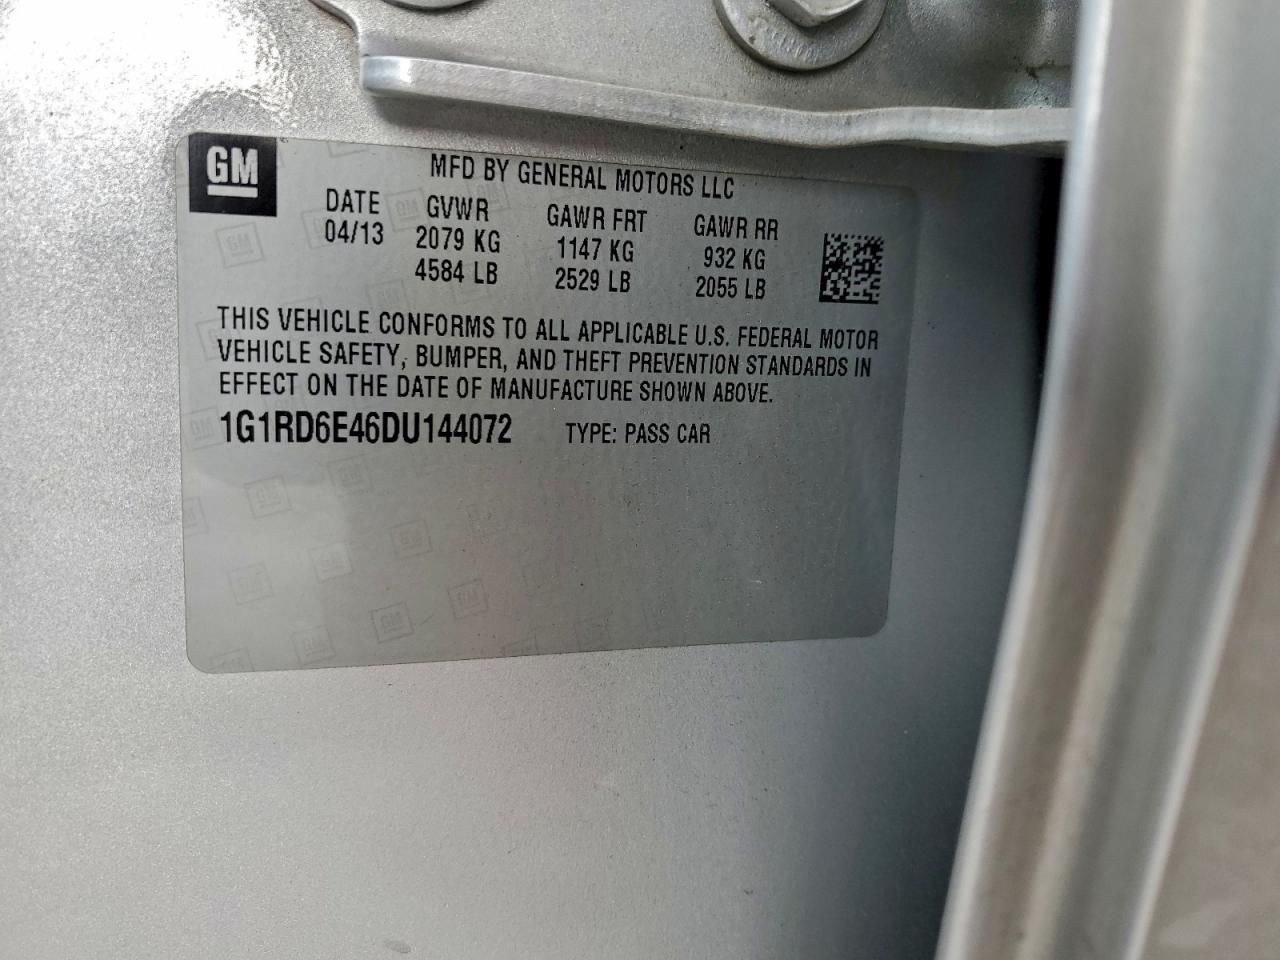 GM
MFD BY GENERAL MOTORS LLC
DATE GVWR GAWR FRT GAWR RR
04/13 2079 KG 1147 KG 932 KG
4584 LB 2529 LB 2055 LB
THIS VEHICLE CONFORMS TO ALL APPLICABLE U.S. FEDERAL MOTOR
VEHICLE SAFETY, BUMPER, AND THEFT PREVENTION STANDARDS IN
EFFECT ON THE DATE OF MANUFACTURE SHOWN ABOVE.
1G1RD6E46DU144072 TYPE: PASS CAR